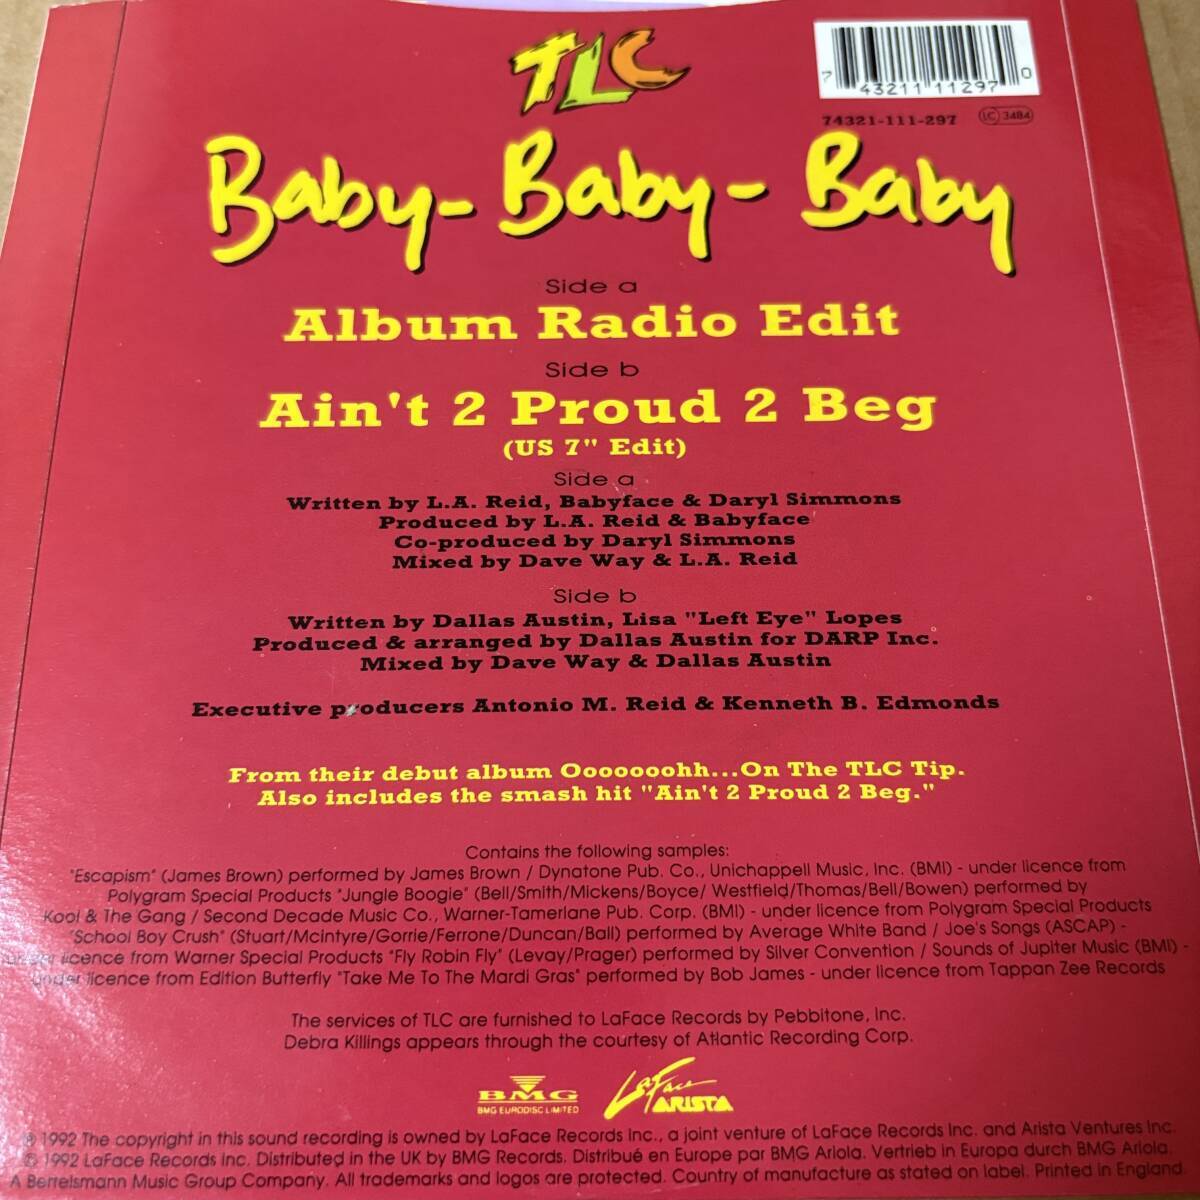 TLC
7 43211 11297 0
74321-111-297 LC 3484
Baby-Baby-Baby
Side a
Album Radio Edit
Side b
Ain't 2 Proud 2 Beg
(US 7" Edit)
Side a
Written by L.A. Reid, Babyface & Daryl Simmons
Produced by L.A. Reid & Babyface
Co-produced by Daryl Simmons
Mixed by Dave Way & L.A. Reid
Side b
Written by Dallas Austin, Lisa "Left Eye" Lopes
Produced & arranged by Dallas Austin for DARP Inc.
Mixed by Dave Way & Dallas Austin
Executive producers Antonio M. Reid & Kenneth B. Edmonds
From their debut album Ooooooohh...On The TLC Tip.
Also includes the smash hit "Ain't 2 Proud 2 Beg."
Contains the following samples:
"Escapism" (James Brown) performed by James Brown / Dynatone Pub. Co., Unichappell Music, Inc. (BMI) - under licence from
Polygram Special Products "Jungle Boogie" (Bell/Smith/Mickens/Boyce/ Westfield/Thomas/Bell/Bowen) performed by
Kool & The Gang / Second Decade Music Co., Warner-Tamerlane Pub. Corp. (BMI) - under licence from Polygram Special Products
"School Boy Crush" (Stuart/McIntyre/Gorrie/Ferrone/Duncan/Ball) performed by Average White Band / Joe's Songs (ASCAP) -
under licence from Warner Special Products "Fly Robin Fly" (Levay/Prager) performed by Silver Convention / Sounds of Jupiter Music (BMI) -
under licence from Edition Butterfly "Take Me To The Mardi Gras" performed by Bob James - under licence from Tappan Zee Records
The services of TLC are furnished to LaFace Records by Pebbitone, Inc.
Debra Killings appears through the courtesy of Atlantic Recording Corp.
BMG LaFace
BMG EURODISC LIMITED ARISTA
℗ 1992 The copyright in this sound recording is owned by LaFace Records Inc., a joint venture of LaFace Records Inc. and Arista Ventures Inc.
© 1992 LaFace Records Inc. Distributed in the UK by BMG Records. Distribué en Europe par BMG Ariola. Vertrieb in Europa durch BMG Ariola.
A Bertelsmann Music Group Company. All trademarks and logos are protected. Country of manufacture as stated on label. Printed in England.